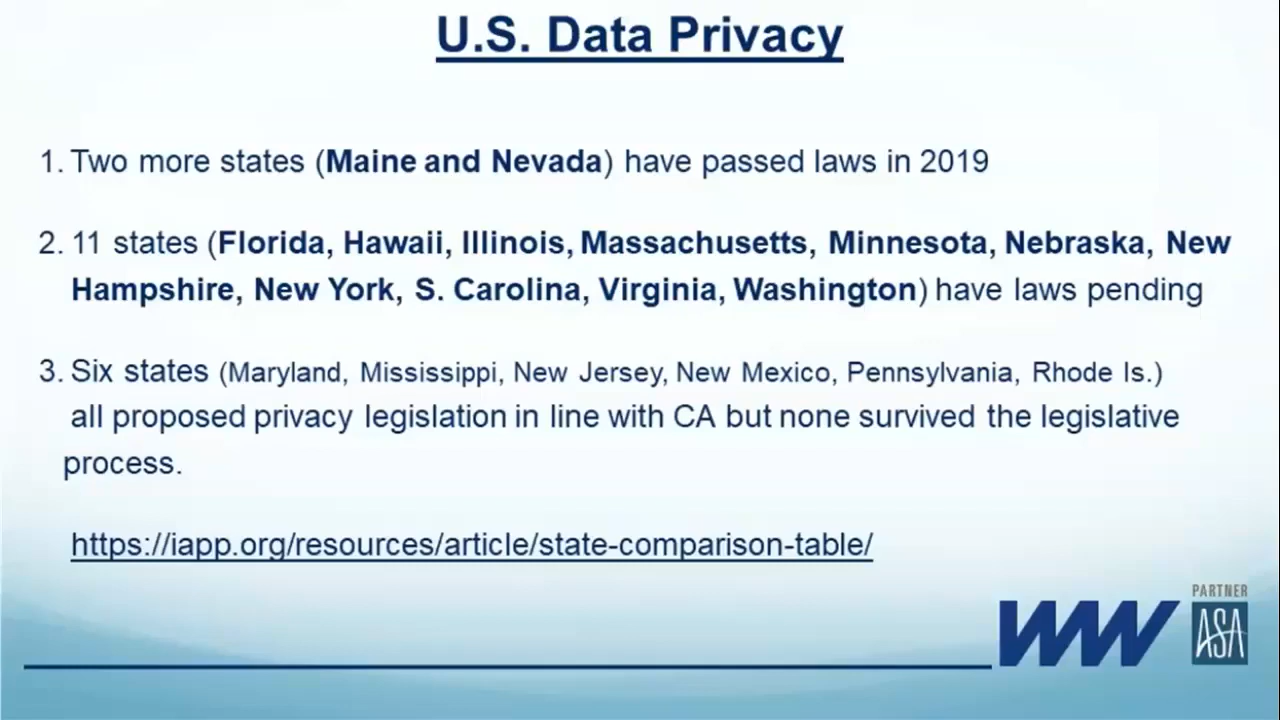 U.S. Data Privacy
1. Two more states (Maine and Nevada) have passed laws in 2019
2. 11 states (Florida, Hawaii, Illinois, Massachusetts, Minnesota, Nebraska, New
Hampshire, New York, S. Carolina, Virginia, Washington) have laws pending
3. Six states (Maryland, Mississippi, New Jersey, New Mexico, Pennsylvania, Rhode Is.)
all proposed privacy legislation in line with CA but none survived the legislative
process.
https://iapp.org/resources/article/state-comparison-table/
PARTNER
WW
ASA